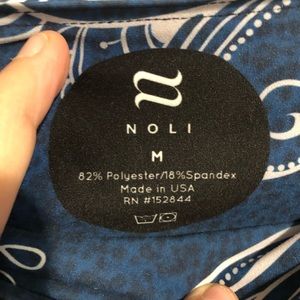 NOLI
M
82% Polyester/18%Spandex
Made in USA
RN #152844